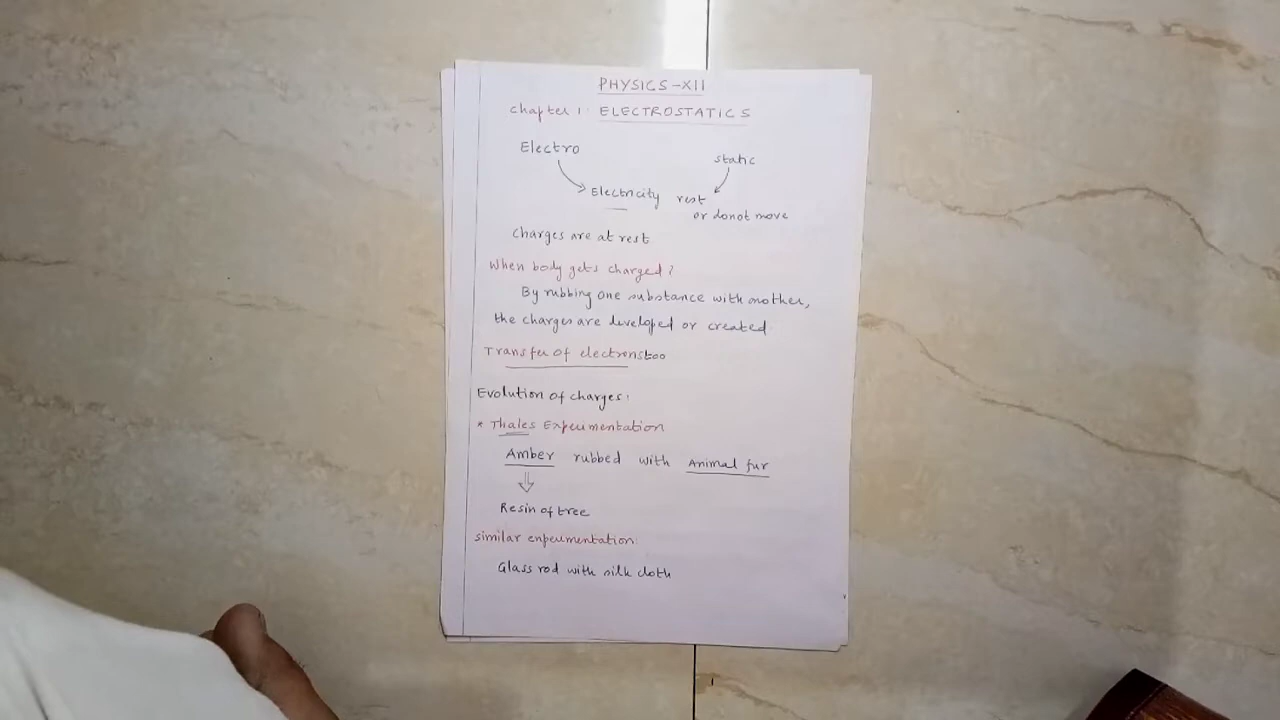 PHYSICS-XII
Chapter 1: ELECTROSTATICS
Electro static
Electricity rest
or donot move
Charges are at rest.
When body gets charged?
By rubbing one substance with another,
the charges are developed or created.
Transfer of electrons too
Evolution of charges:
* Thales Experimentation
Amber rubbed with Animal fur
Resin of tree
similar experimentation:
Glass rod with silk cloth